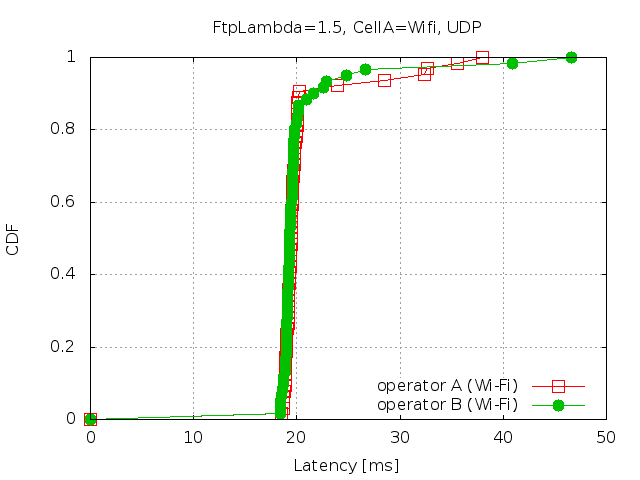 FtpLambda=1.5, CellA=Wifi, UDP
1
0.8
0.6
0.4
0.2
0
CDF
operator A (Wi-Fi)
operator B (Wi-Fi)
0 10 20 30 40 50
Latency [ms]